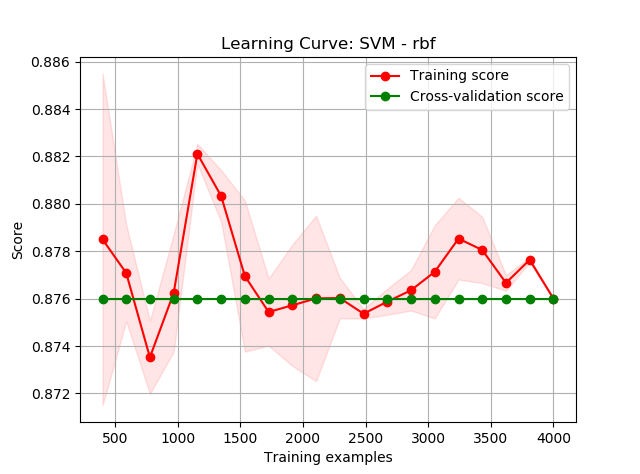 Learning Curve: SVM - rbf
0.886
0.884
0.882
0.880
0.878
0.876
0.874
0.872
Score
Training score
Cross-validation score
500 1000 1500 2000 2500 3000 3500 4000
Training examples